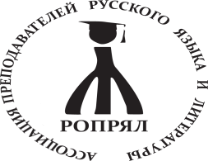 АССОЦИАЦИЯ ПРЕПОДАВАТЕЛЕЙ РУССКОГО ЯЗЫКА И ЛИТЕРАТУРЫ
РОПРЯЛ